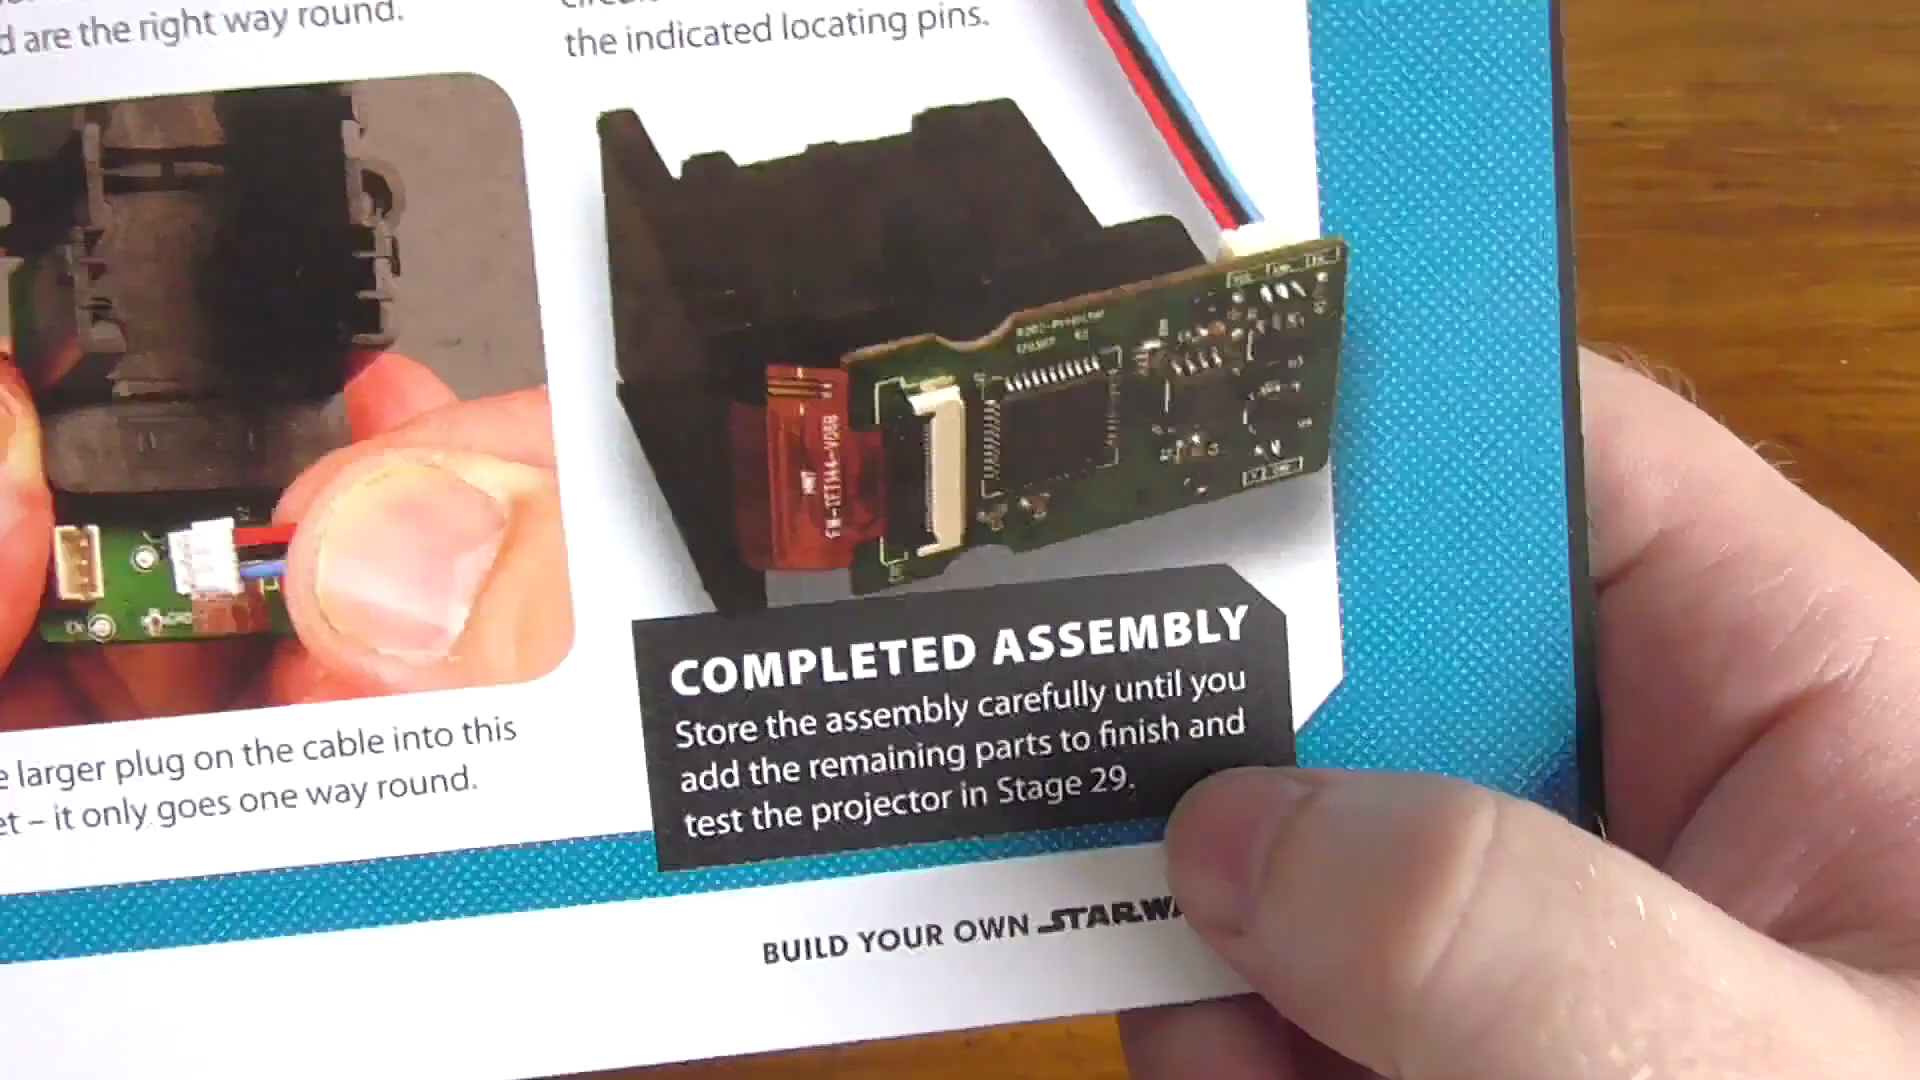 d are the right way round.
the indicated locating pins.
e larger plug on the cable into this
et – it only goes one way round.
COMPLETED ASSEMBLY
Store the assembly carefully until you
add the remaining parts to finish and
test the projector in Stage 29.
BUILD YOUR OWN STAR WA